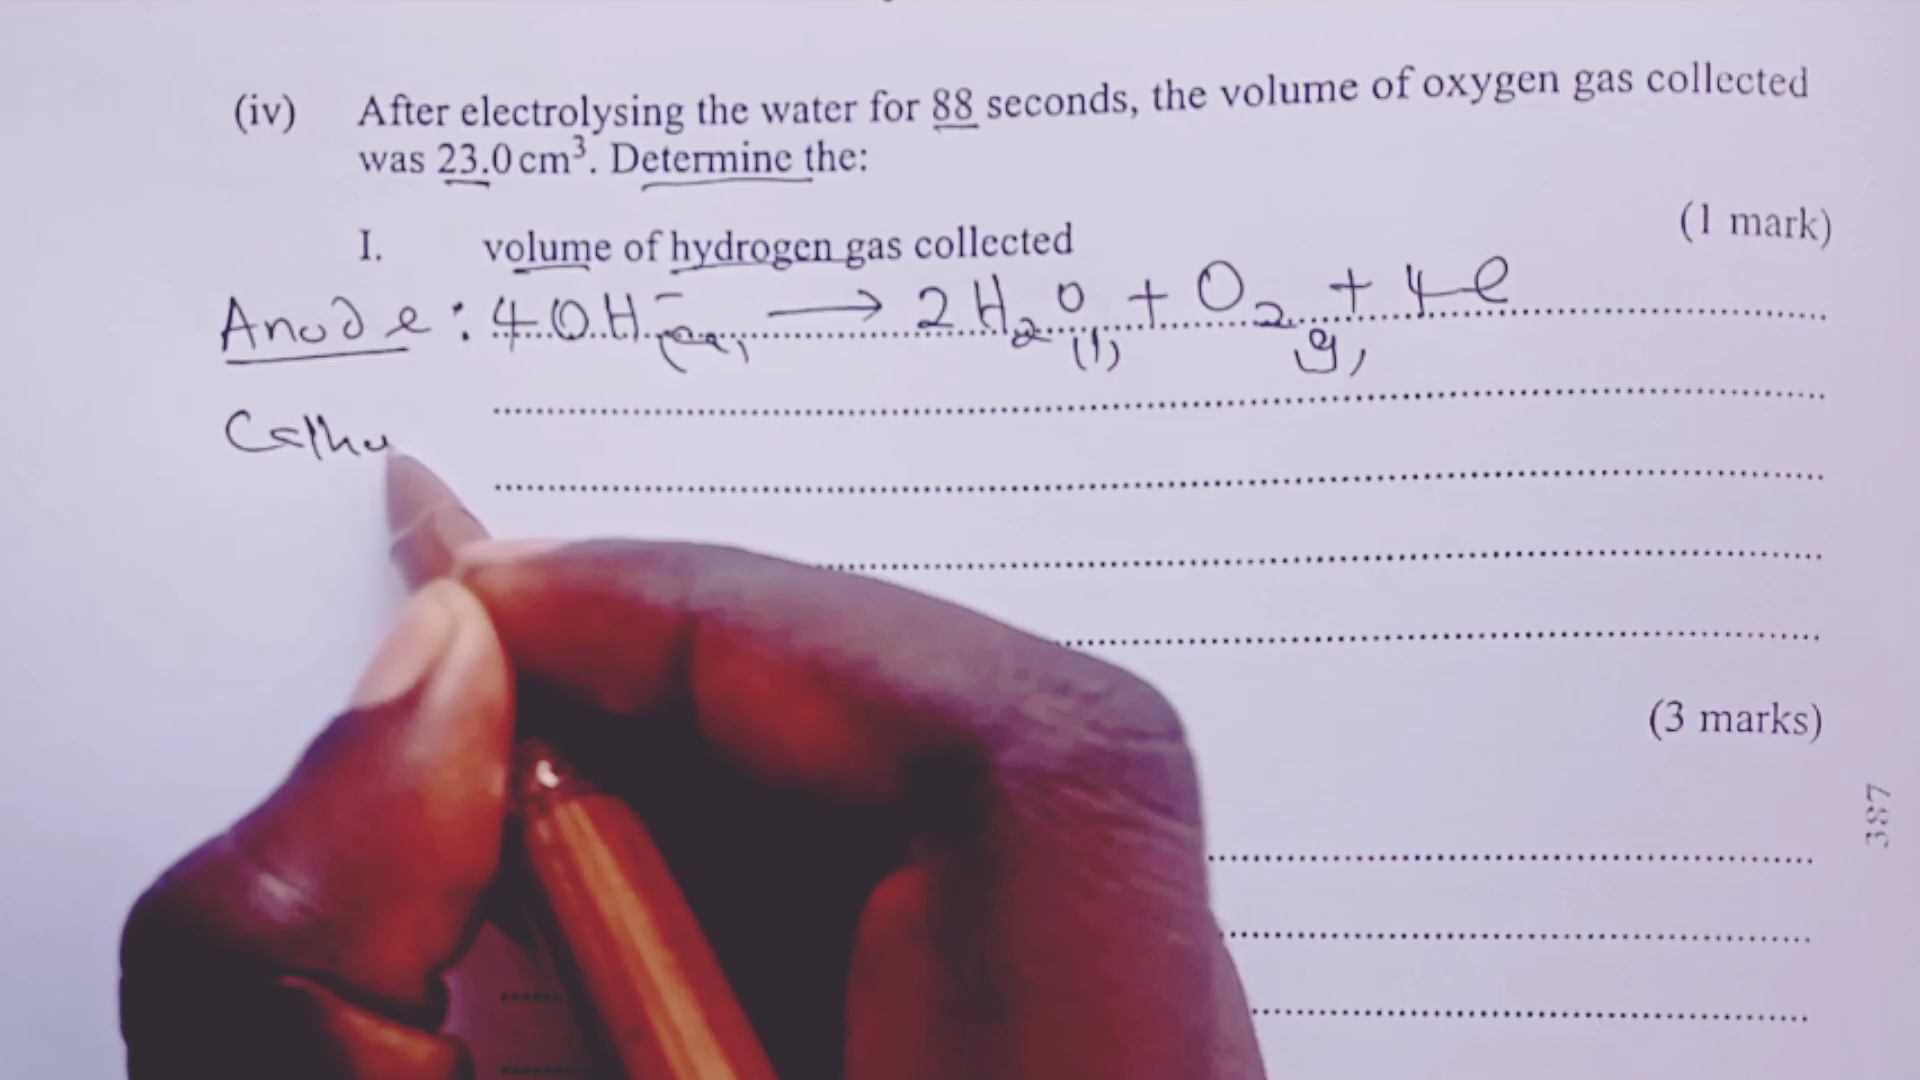 (iv) After electrolysing the water for 88 seconds, the volume of oxygen gas collected
was 23.0 cm³. Determine the:
(1 mark)
I. volume of hydrogen gas collected
Anode : 4OH⁻(aq) → 2H₂O(l) + O₂(g) + 4e
Cathu
(3 marks)
387